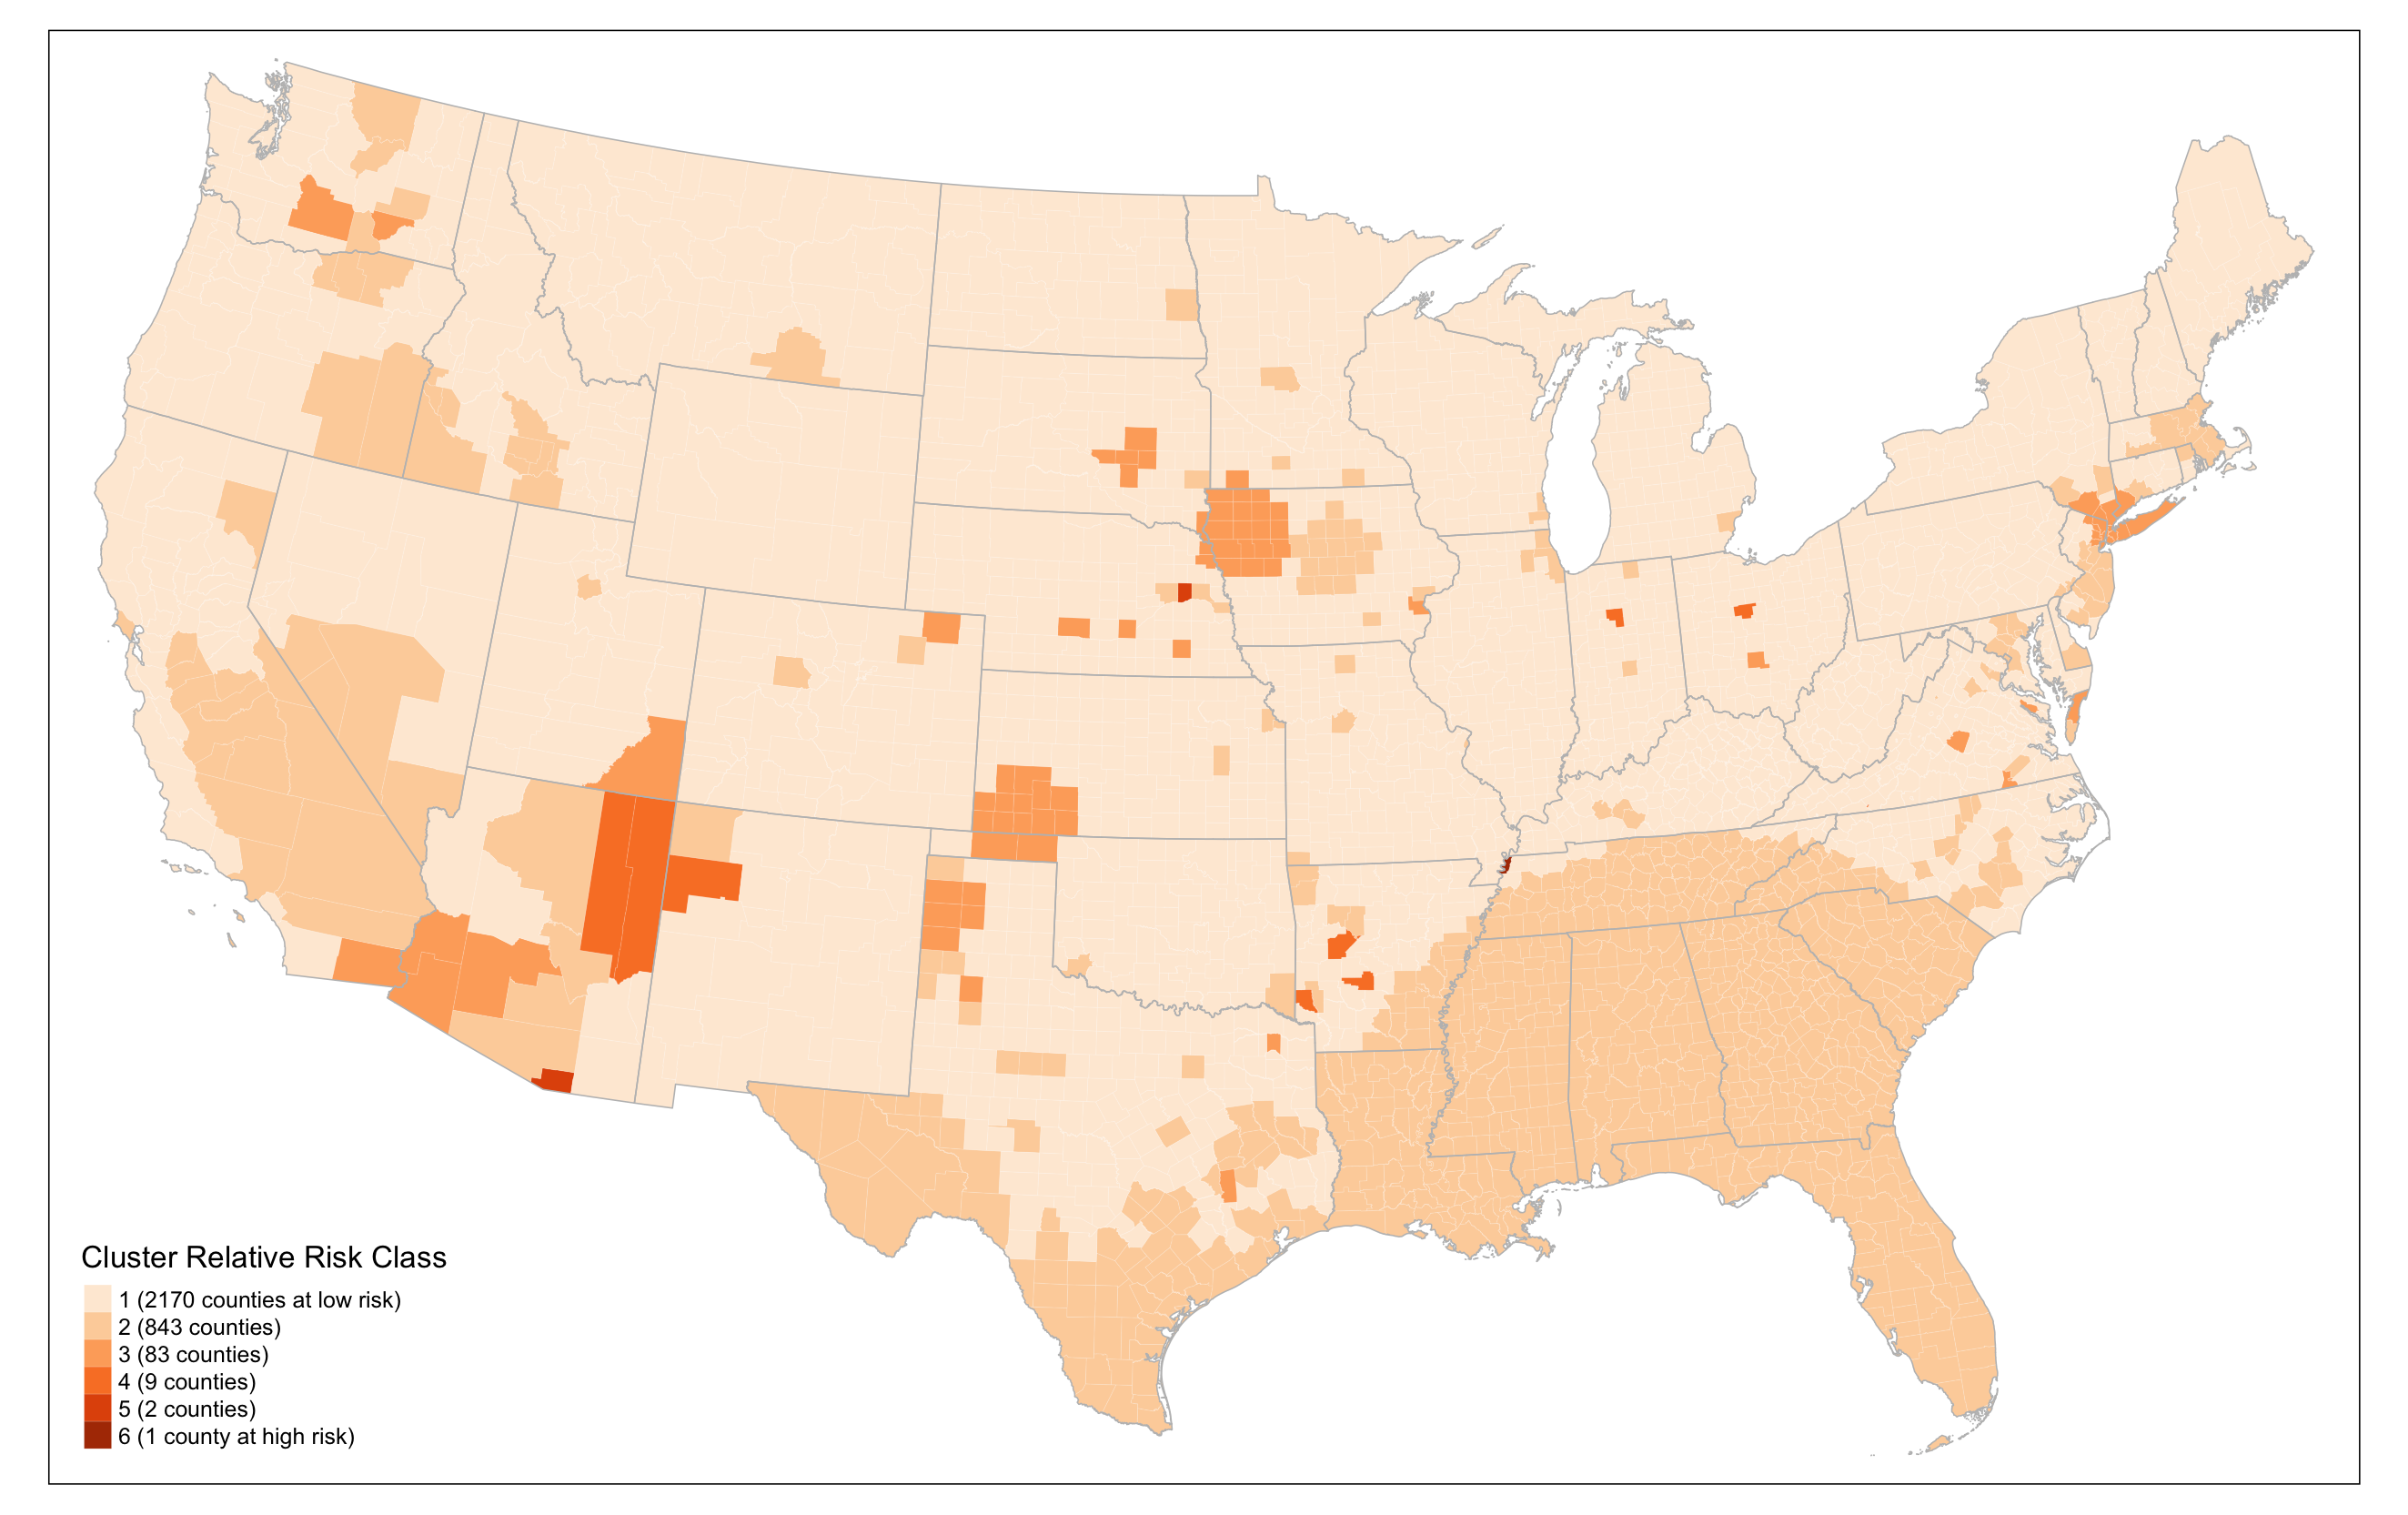 Cluster Relative Risk Class
1 (2170 counties at low risk)
2 (843 counties)
3 (83 counties)
4 (9 counties)
5 (2 counties)
6 (1 county at high risk)